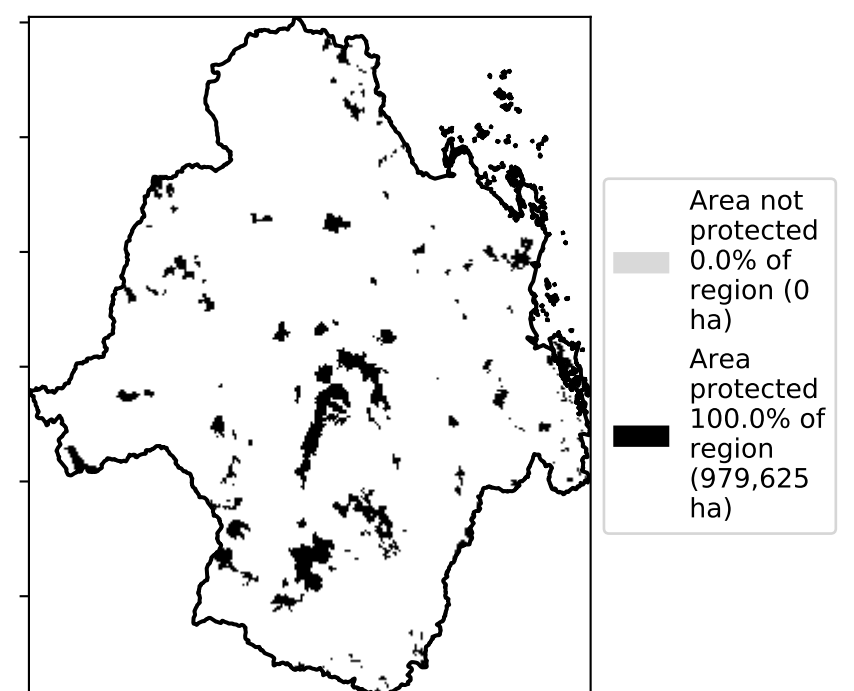 Area not
protected
0.0% of
region (0
ha)
Area
protected
100.0% of
region
(979,625
ha)